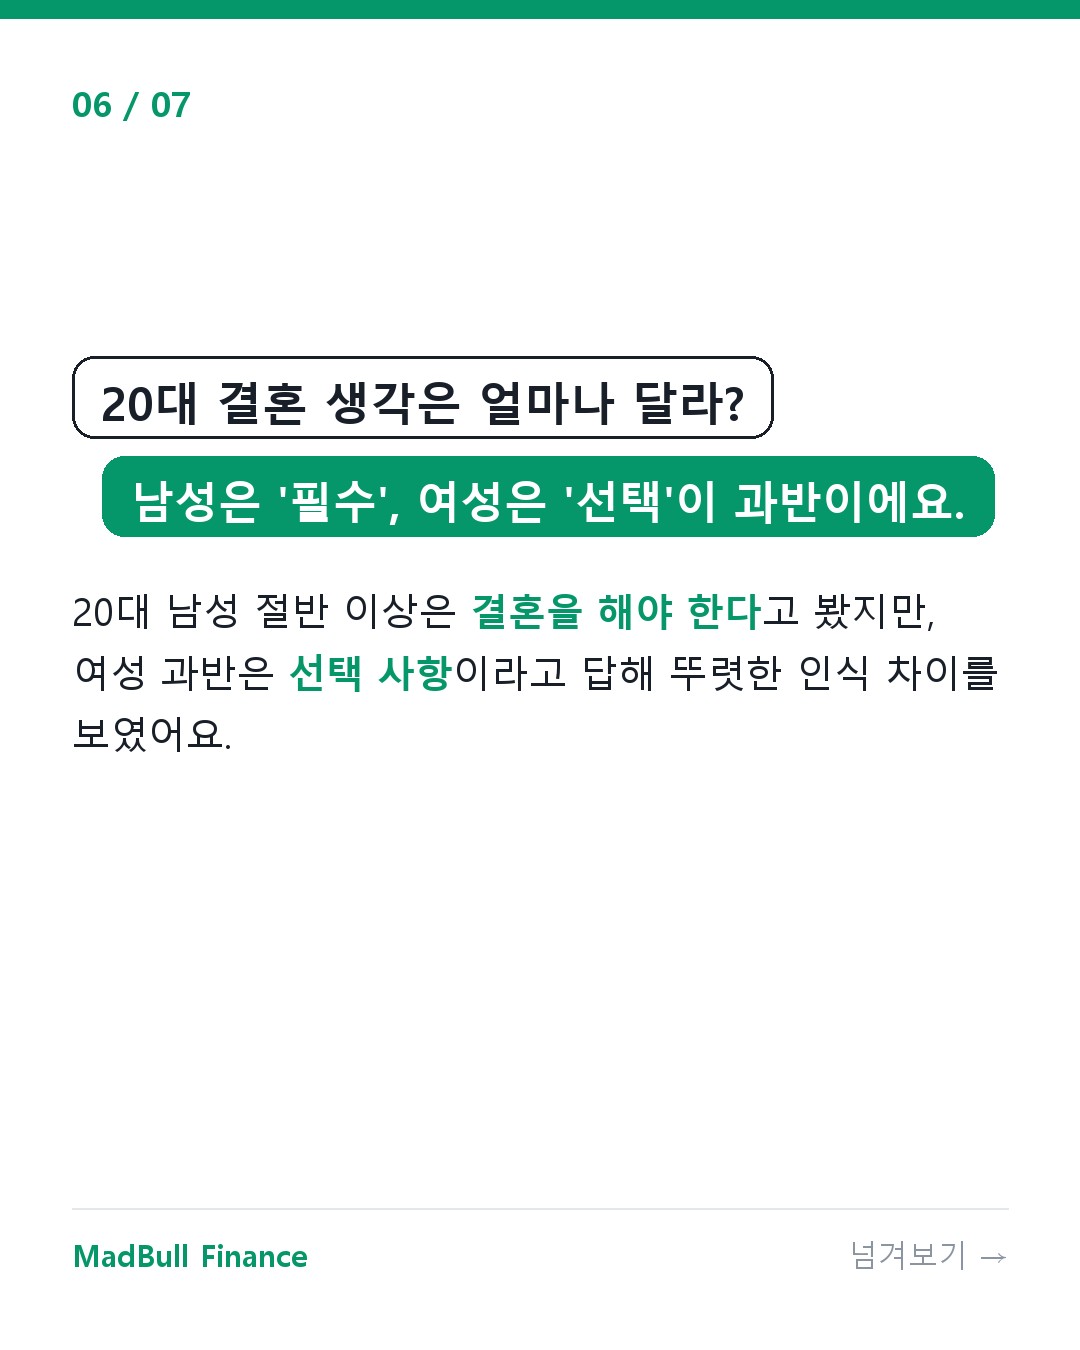 06 / 07
20대 결혼 생각은 얼마나 달라?
남성은 '필수', 여성은 '선택'이 과반이에요.
20대 남성 절반 이상은 결혼을 해야 한다고 봤지만,
여성 과반은 선택 사항이라고 답해 뚜렷한 인식 차이를
보였어요.
MadBull Finance
넘겨보기 →